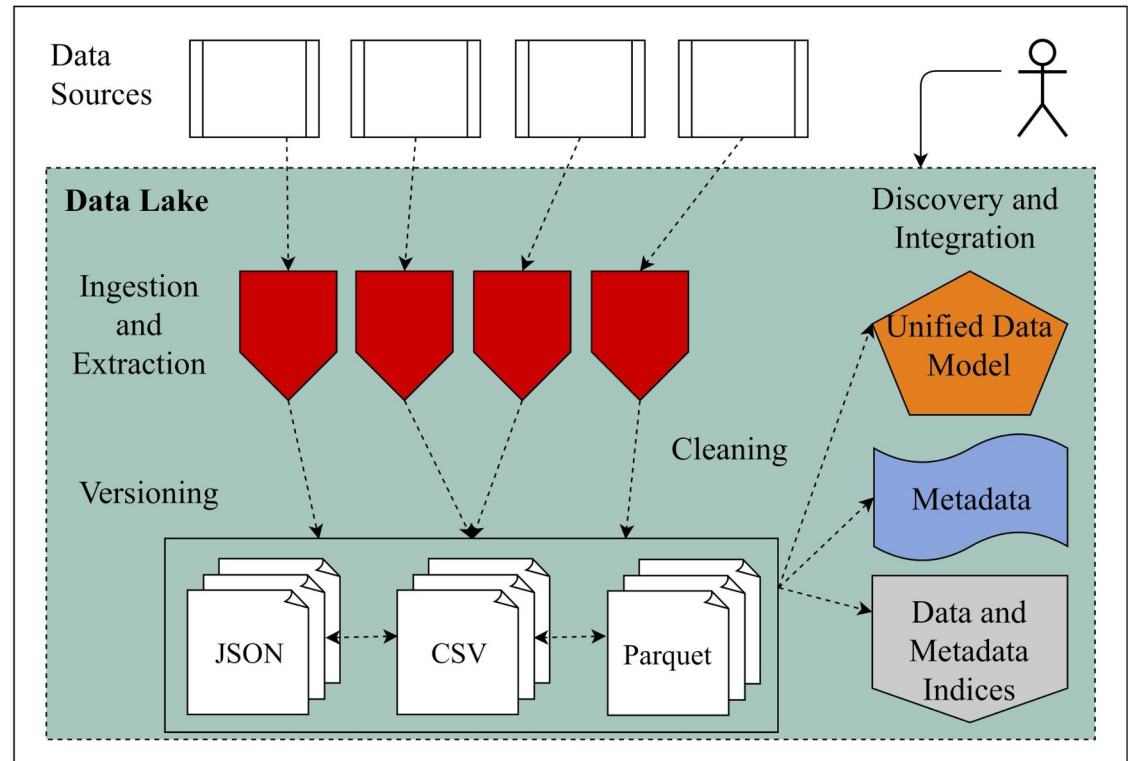 Data
Sources
Data Lake
Discovery and
Integration
Ingestion
and
Extraction
Unified Data
Model
Cleaning
Versioning
Metadata
JSON
CSV
Parquet
Data and
Metadata
Indices